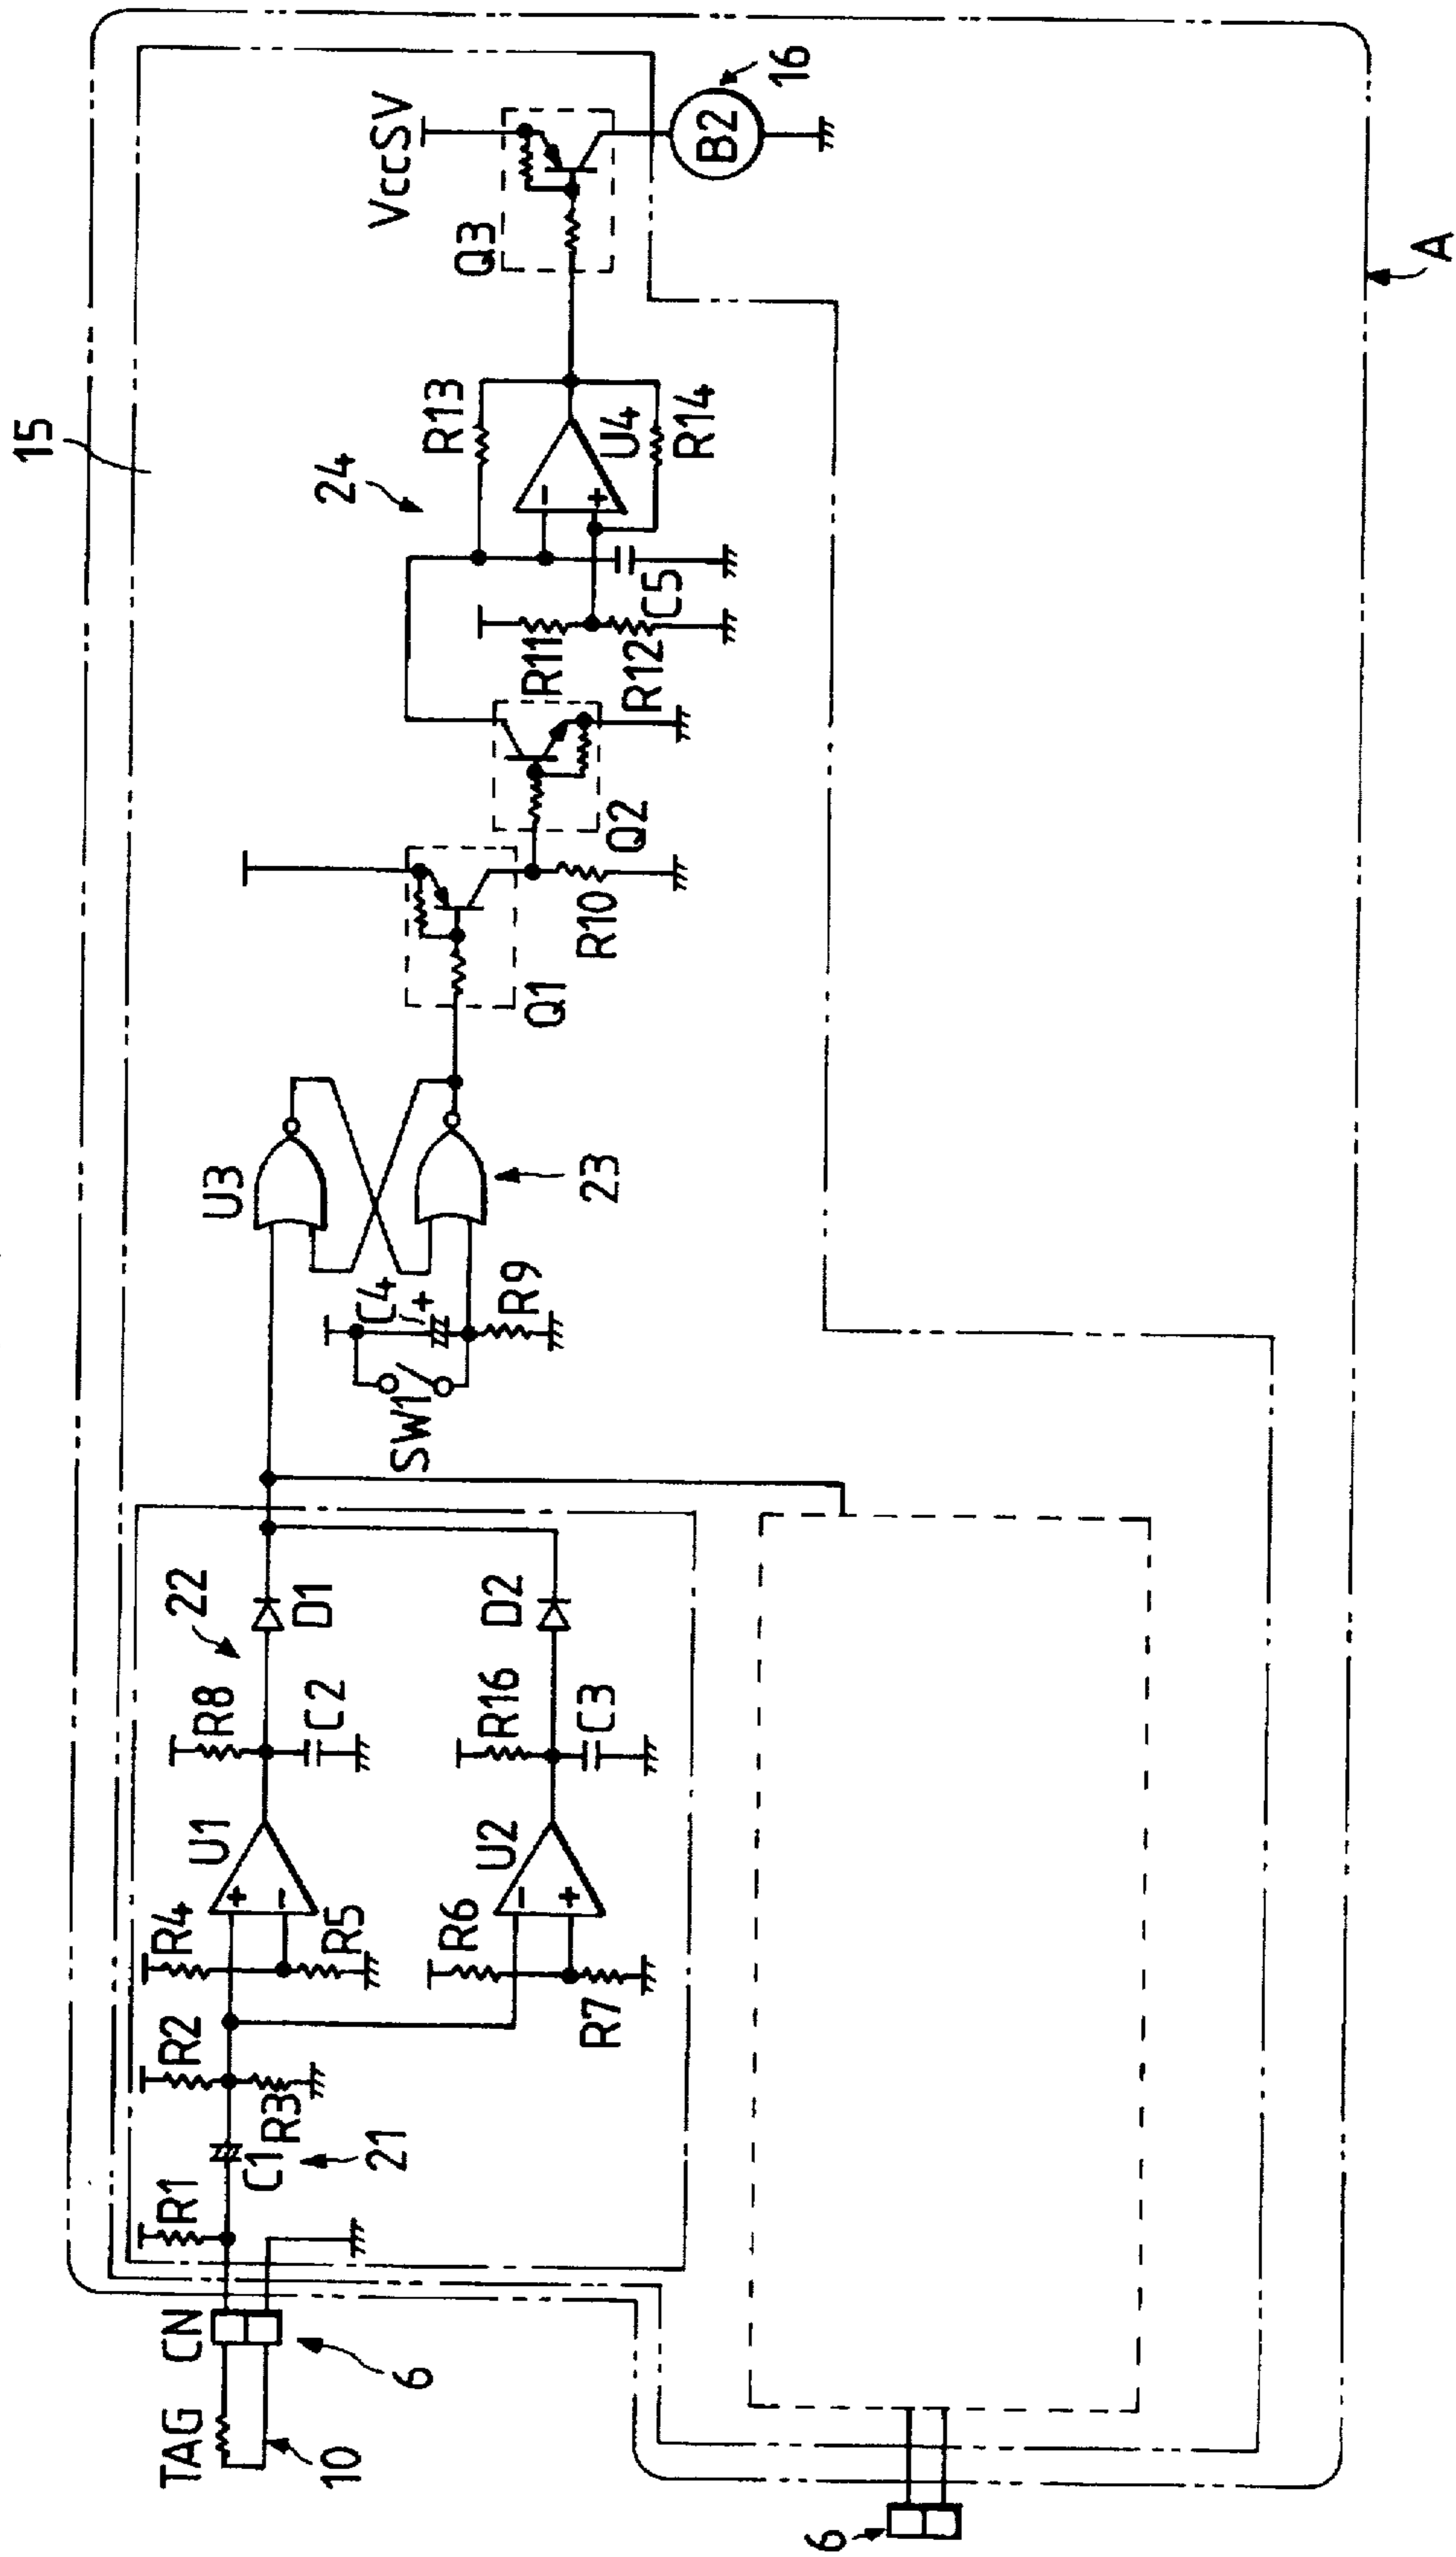 15
A
VccSV
16
B2
Q3
24
R13
U4
R14
-
+
C5
R11
R12
Q2
Q1
R10
U3
23
C4
+
R9
SW1
22
R8
C2
D1
R16
C3
D2
U1
+
-
R4
R5
U2
-
+
R6
R7
R2
R3
R1
C1
21
TAG
CN
6
10
6